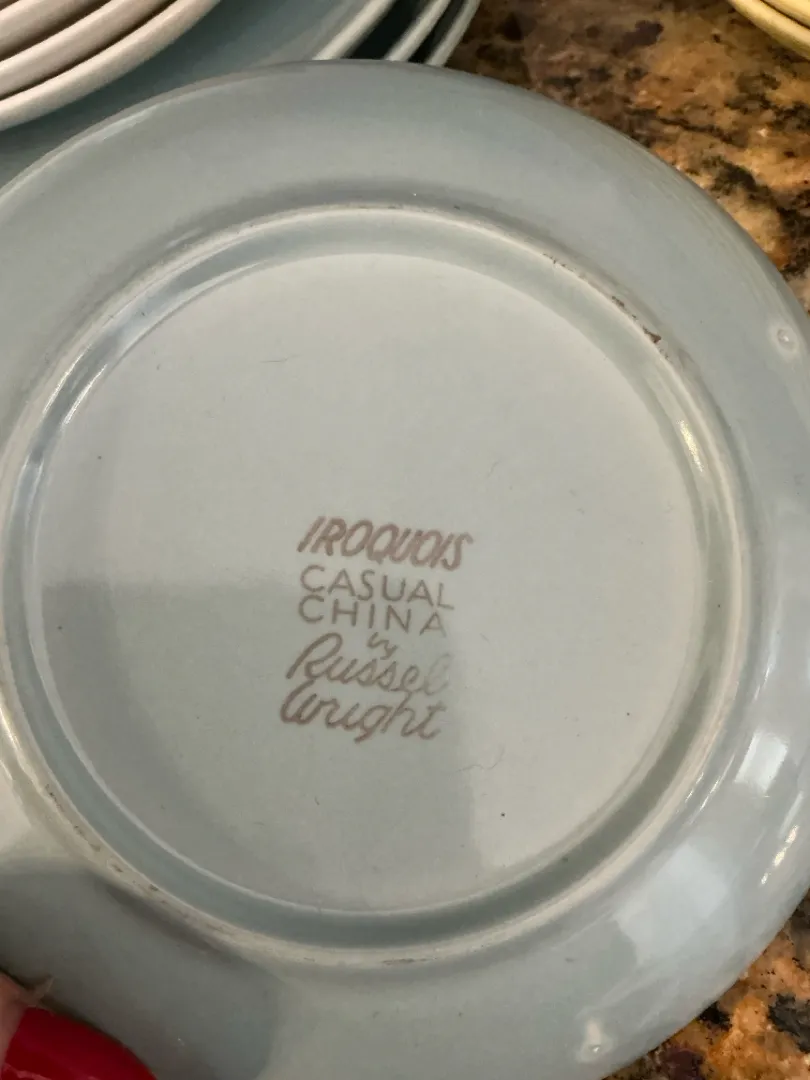 IROQUOIS
CASUAL
CHINA
by
Russel
Wright